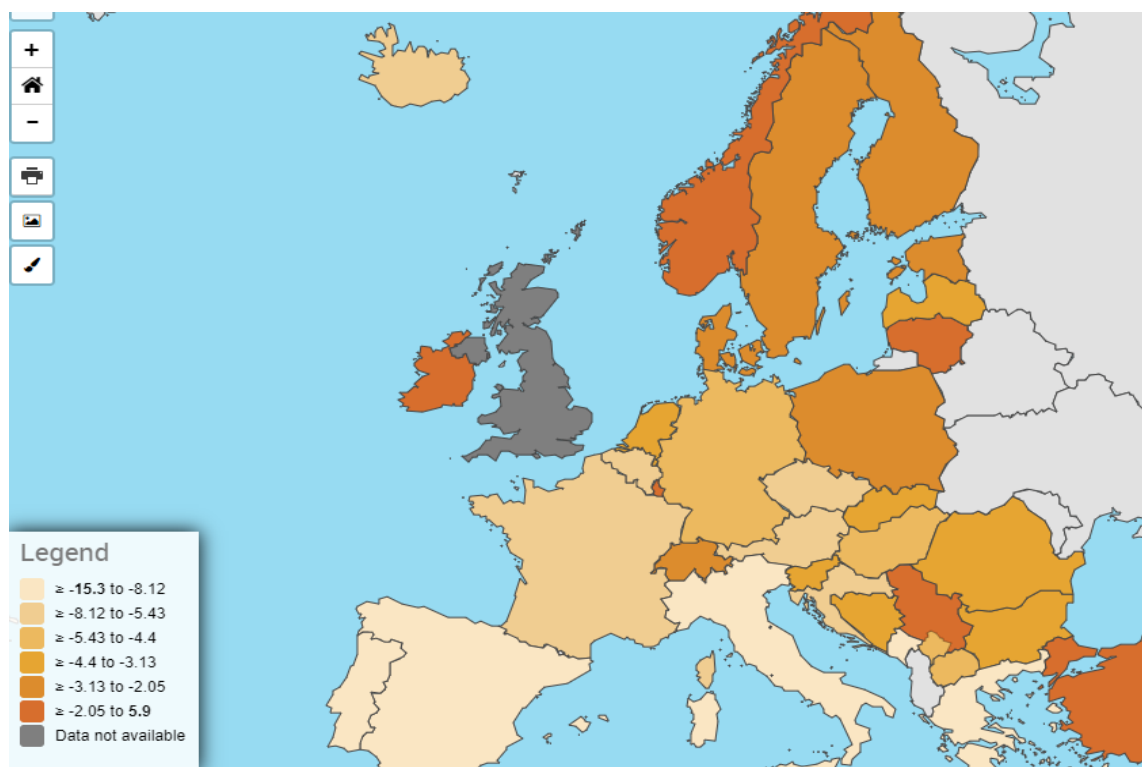 +
−
Legend
≥ -15.3 to -8.12
≥ -8.12 to -5.43
≥ -5.43 to -4.4
≥ -4.4 to -3.13
≥ -3.13 to -2.05
≥ -2.05 to 5.9
Data not available